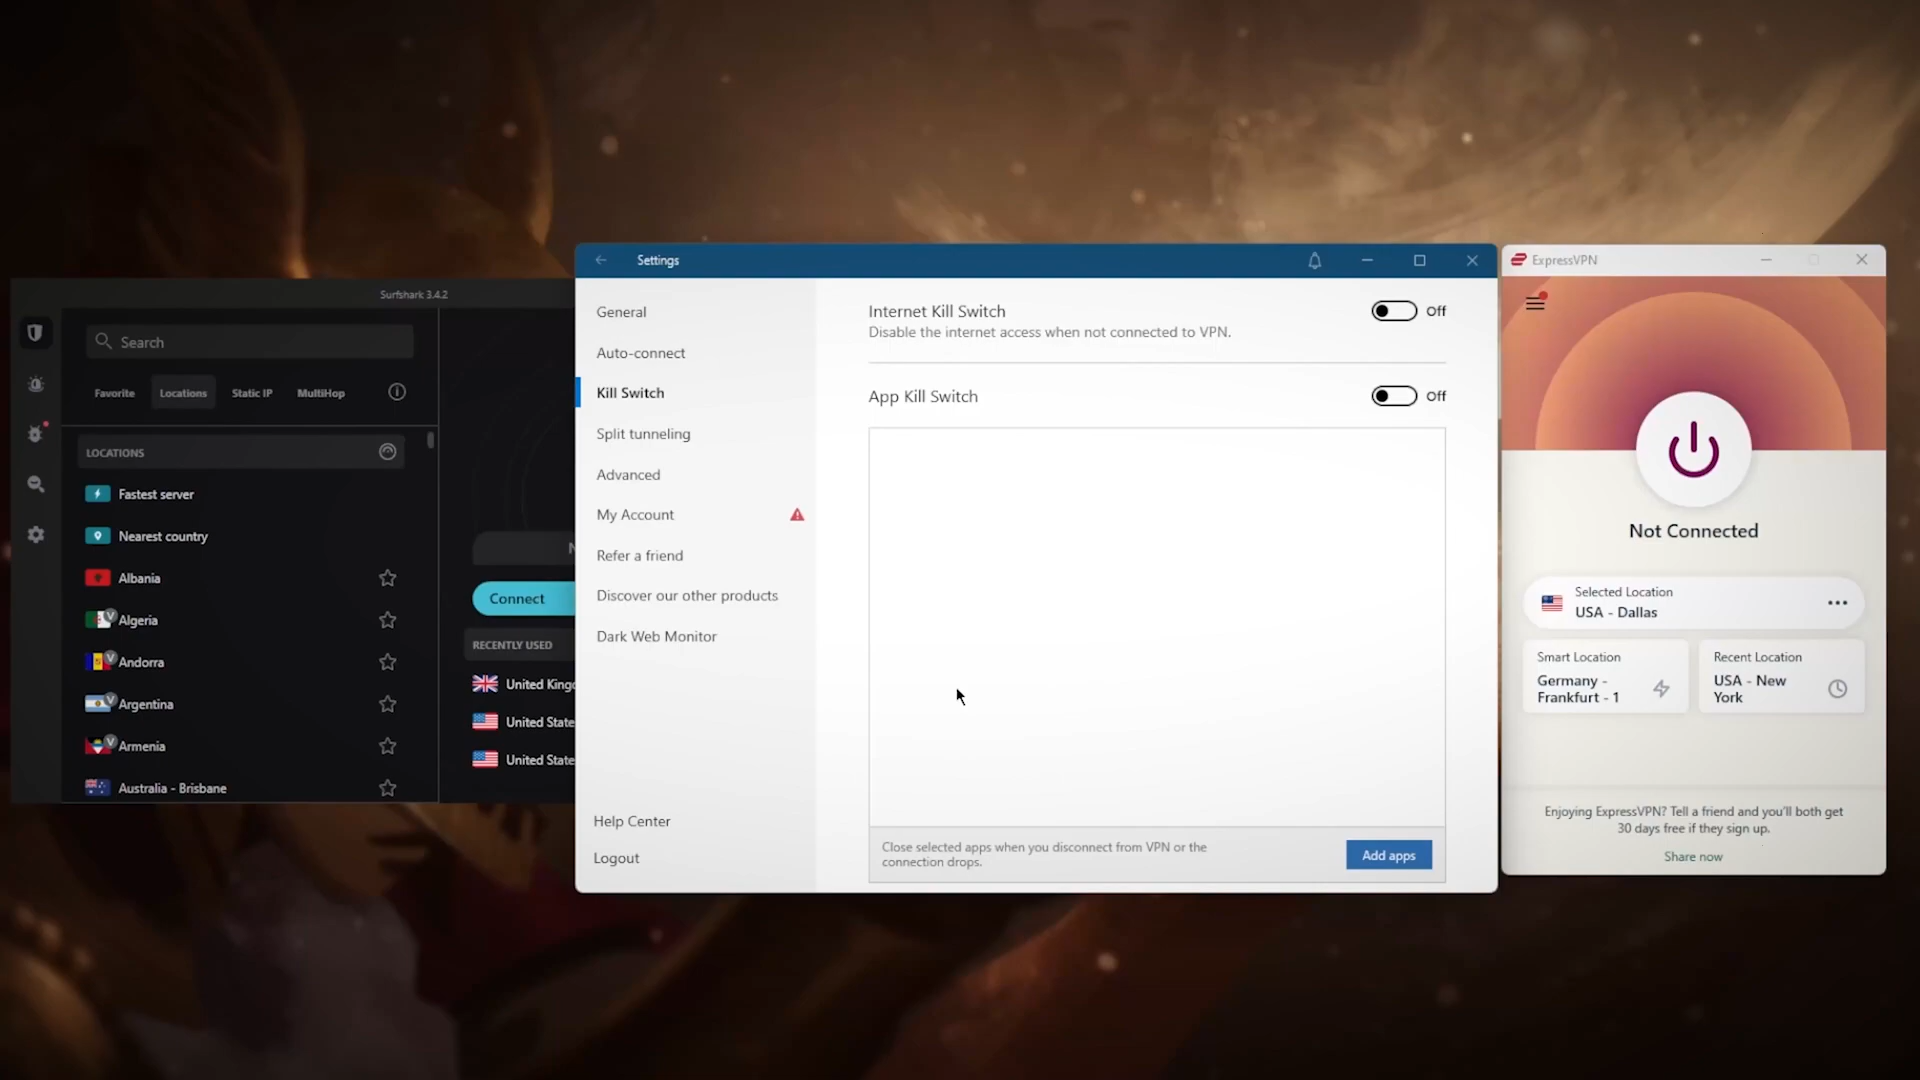 Surfshark 3.4.2
Search
Favorite
Locations
Static IP
MultiHop
LOCATIONS
Fastest server
Nearest country
Albania
Algeria
Andorra
Argentina
Armenia
Australia - Brisbane
Connect
RECENTLY USED
United King
United State
United State
Settings
General
Auto-connect
Kill Switch
Split tunneling
Advanced
My Account
Refer a friend
Discover our other products
Dark Web Monitor
Help Center
Logout
Internet Kill Switch
Off
Disable the internet access when not connected to VPN.
App Kill Switch
Off
Close selected apps when you disconnect from VPN or the
connection drops.
Add apps
ExpressVPN
Not Connected
Selected Location
USA - Dallas
Smart Location
Germany -
Frankfurt - 1
Recent Location
USA - New
York
Enjoying ExpressVPN? Tell a friend and you'll both get
30 days free if they sign up.
Share now